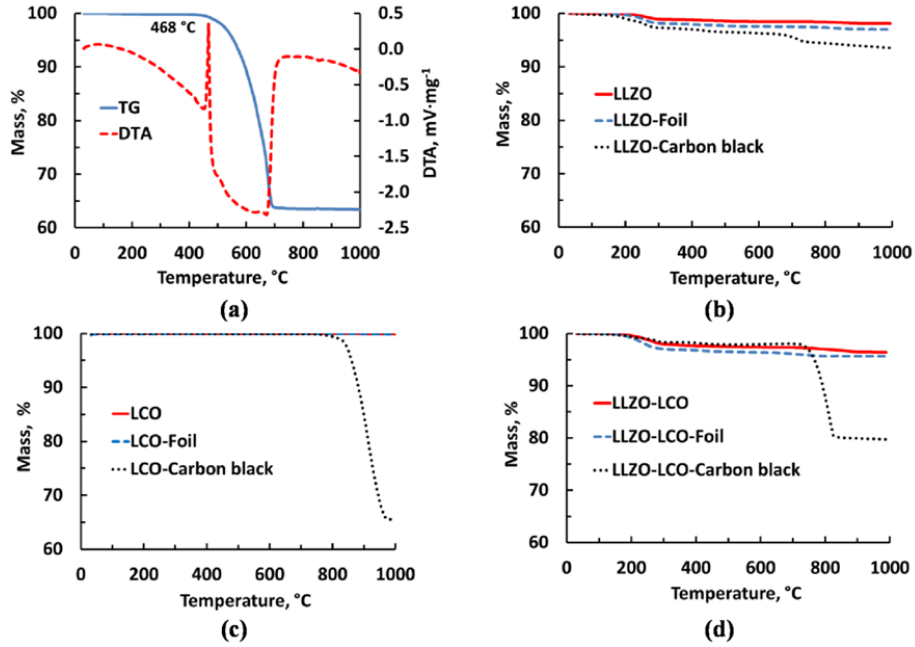 468 °C
100
90
80
70
60
Mass, %
0.5
0.0
-0.5
-1.0
-1.5
-2.0
-2.5
DTA, mV·mg⁻¹
TG
DTA
0 200 400 600 800 1000
Temperature, °C
(a)
100
90
80
70
60
Mass, %
LLZO
LLZO-Foil
LLZO-Carbon black
0 200 400 600 800 1000
Temperature, °C
(b)
100
90
80
70
60
Mass, %
LCO
LCO-Foil
LCO-Carbon black
0 200 400 600 800 1000
Temperature, °C
(c)
100
90
80
70
60
Mass, %
LLZO-LCO
LLZO-LCO-Foil
LLZO-LCO-Carbon black
0 200 400 600 800 1000
Temperature, °C
(d)